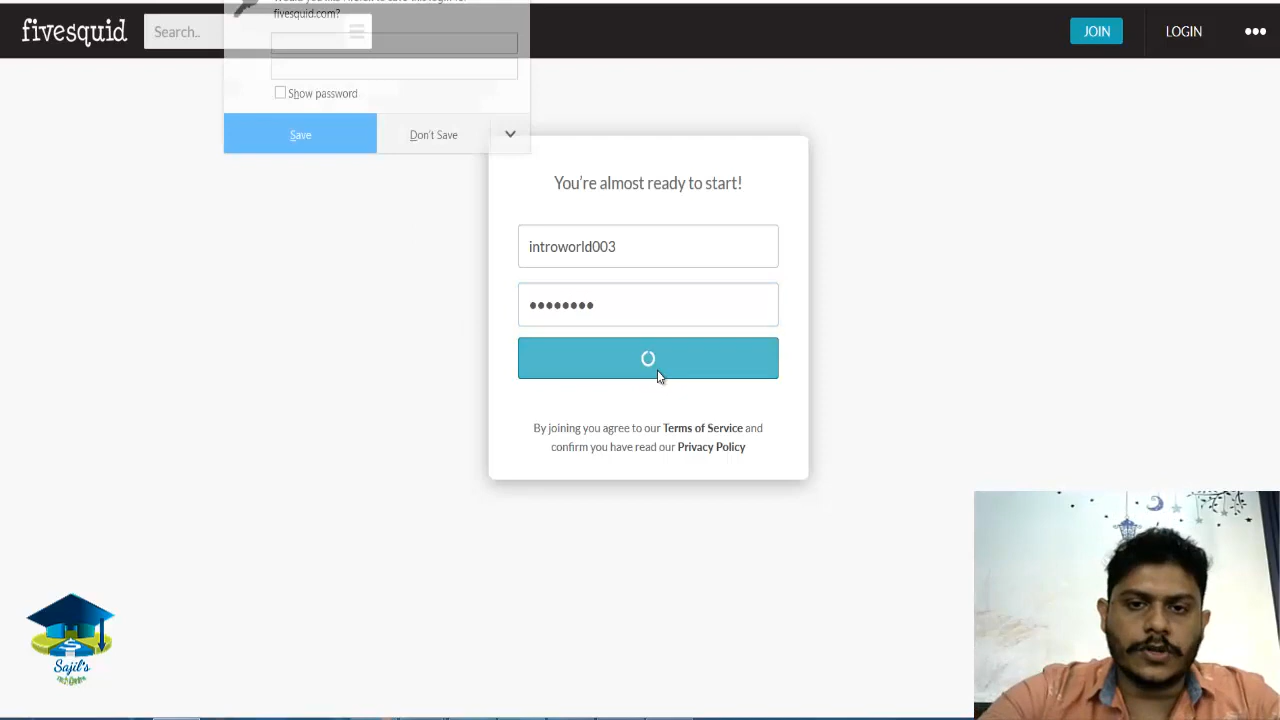 fivesquid
Search..
JOIN
LOGIN
fivesquid.com?
Show password
Save
Don't Save
You're almost ready to start!
introworld003
By joining you agree to our Terms of Service and
confirm you have read our Privacy Policy
Sajil's